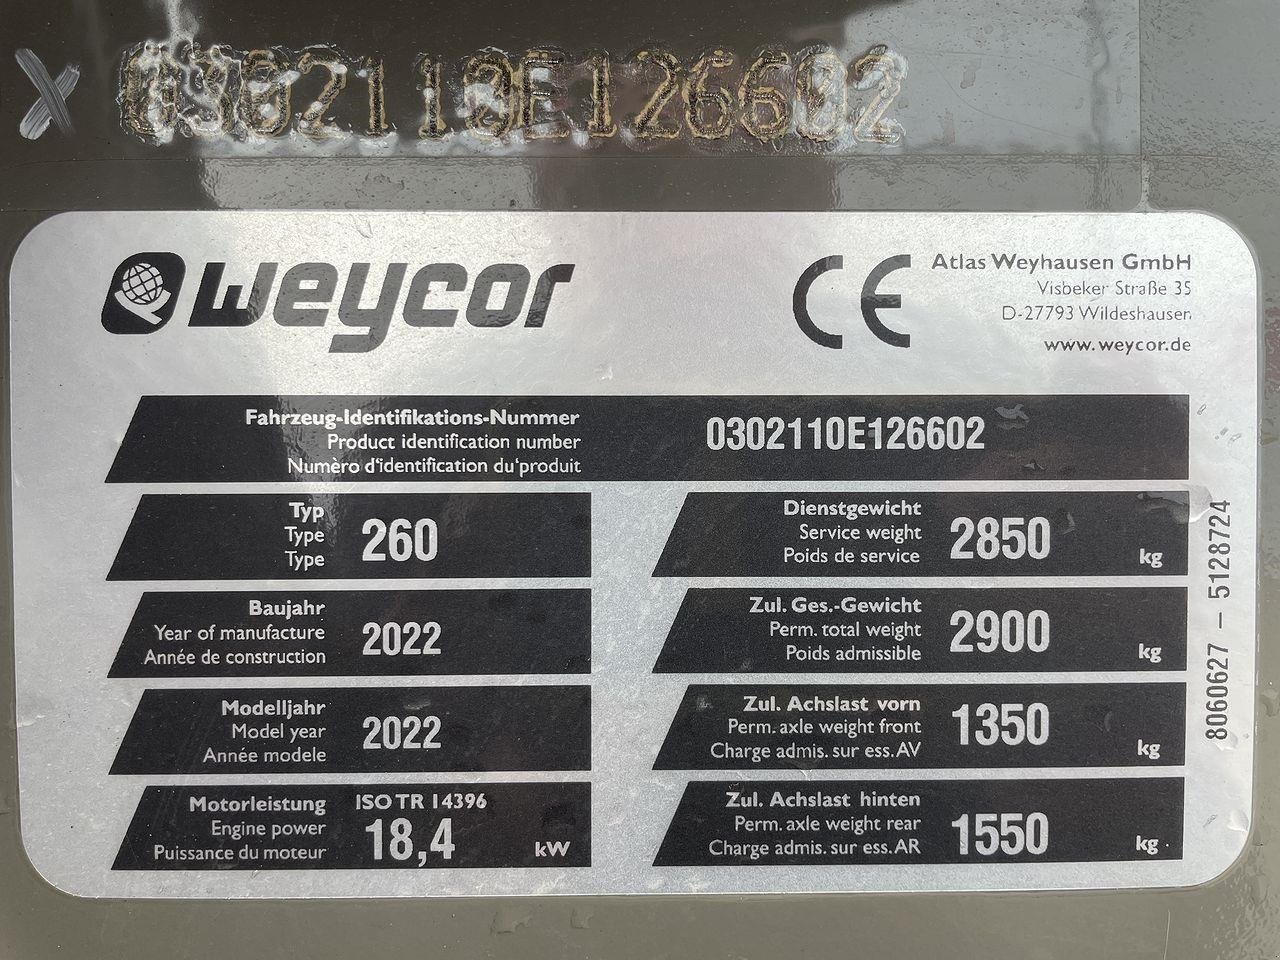 X 0302110E126602
weycor
CE
Atlas Weyhausen GmbH
Visbeker Straße 35
D-27793 Wildeshausen
www.weycor.de
Fahrzeug-Identifikations-Nummer
Product identification number
Numèro d'identification du'produit
0302110E126602
Typ
Type
Type
260
Dienstgewicht
Service weight
Poids de service
2850 kg
Baujahr
Year of manufacture
Année de construction
2022
Zul. Ges.-Gewicht
Perm. total weight
Poids admissible
2900 kg
Modelljahr
Model year
Année modele
2022
Zul. Achslast vorn
Perm. axle weight front
Charge admis. sur ess. AV
1350 kg
Motorleistung
Engine power
Puissance du moteur
ISO TR 14396
18,4 kW
Zul. Achslast hinten
Perm. axle weight rear
Charge admis. sur ess. AR
1550 kg
8060627 – 5128724